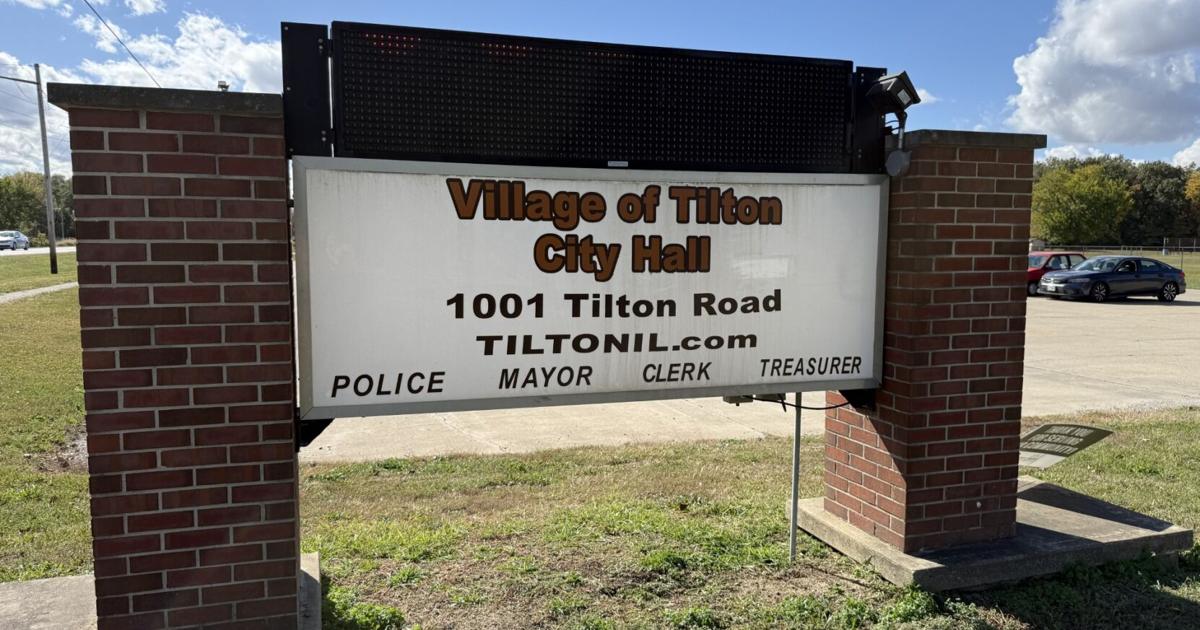 Village of Tilton
City Hall
1001 Tilton Road
TILTONIL.com
POLICE MAYOR CLERK TREASURER